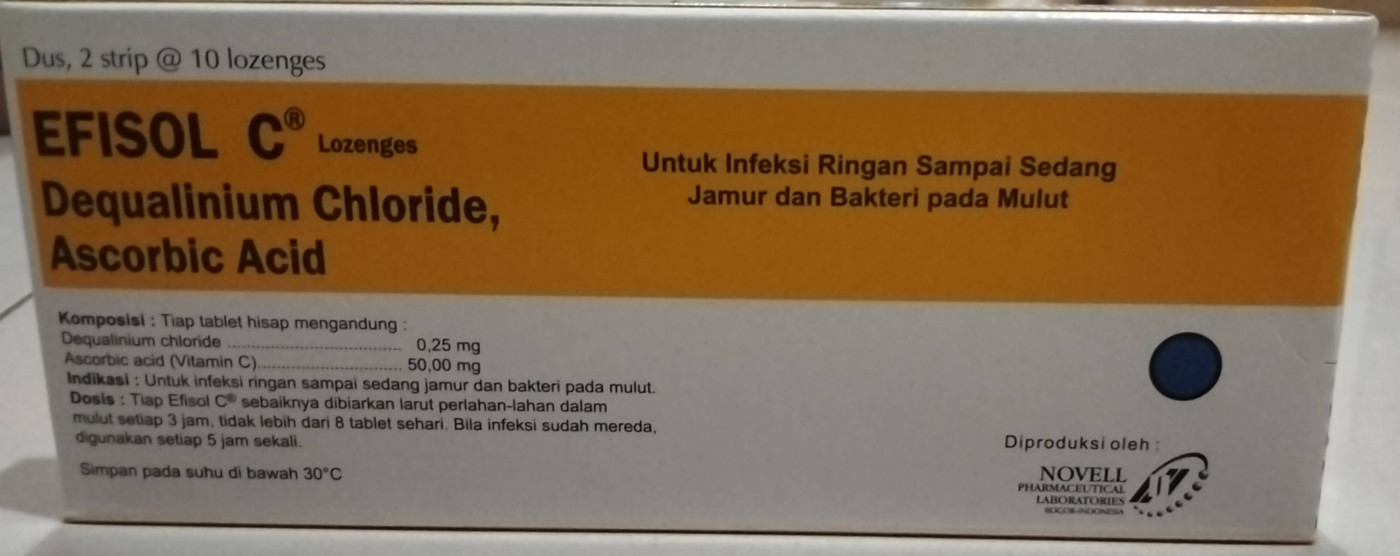 Dus, 2 strip @ 10 lozenges
EFISOL C® Lozenges
Dequalinium Chloride,
Ascorbic Acid
Untuk Infeksi Ringan Sampai Sedang
Jamur dan Bakteri pada Mulut
Komposisi : Tiap tablet hisap mengandung :
Dequalinium chloride ........................................ 0,25 mg
Ascorbic acid (Vitamin C)................................. 50,00 mg
Indikasi : Untuk infeksi ringan sampai sedang jamur dan bakteri pada mulut.
Dosis : Tiap Efisol C® sebaiknya dibiarkan larut perlahan-lahan dalam
mulut setiap 3 jam, tidak lebih dari 8 tablet sehari. Bila infeksi sudah mereda,
digunakan setiap 5 jam sekali.
Simpan pada suhu di bawah 30°C
Diproduksi oleh :
NOVELL
PHARMACEUTICAL
LABORATORIES
BOGOR-INDONESIA